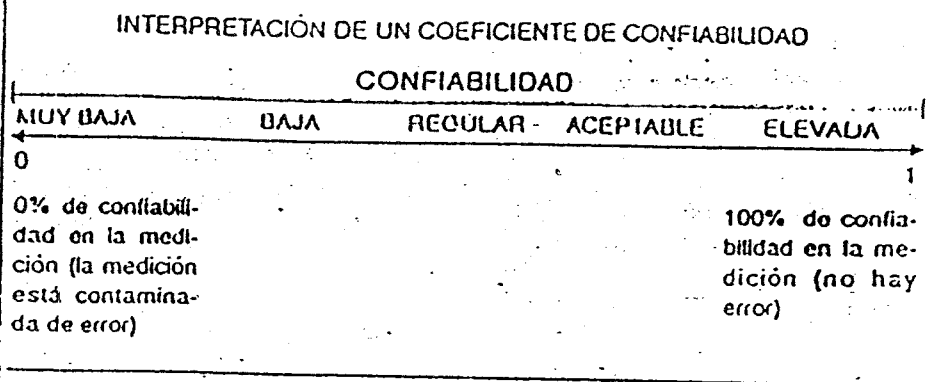 INTERPRETACIÓN DE UN COEFICIENTE DE CONFIABILIDAD
CONFIABILIDAD
MUY BAJA BAJA REGULAR - ACEPTABLE ELEVADA
0 1
0% de confiabili-
dad en la medi-
ción (la medición
está contamina-
da de error)
100% de confia-
bilidad en la me-
dición (no hay
error)